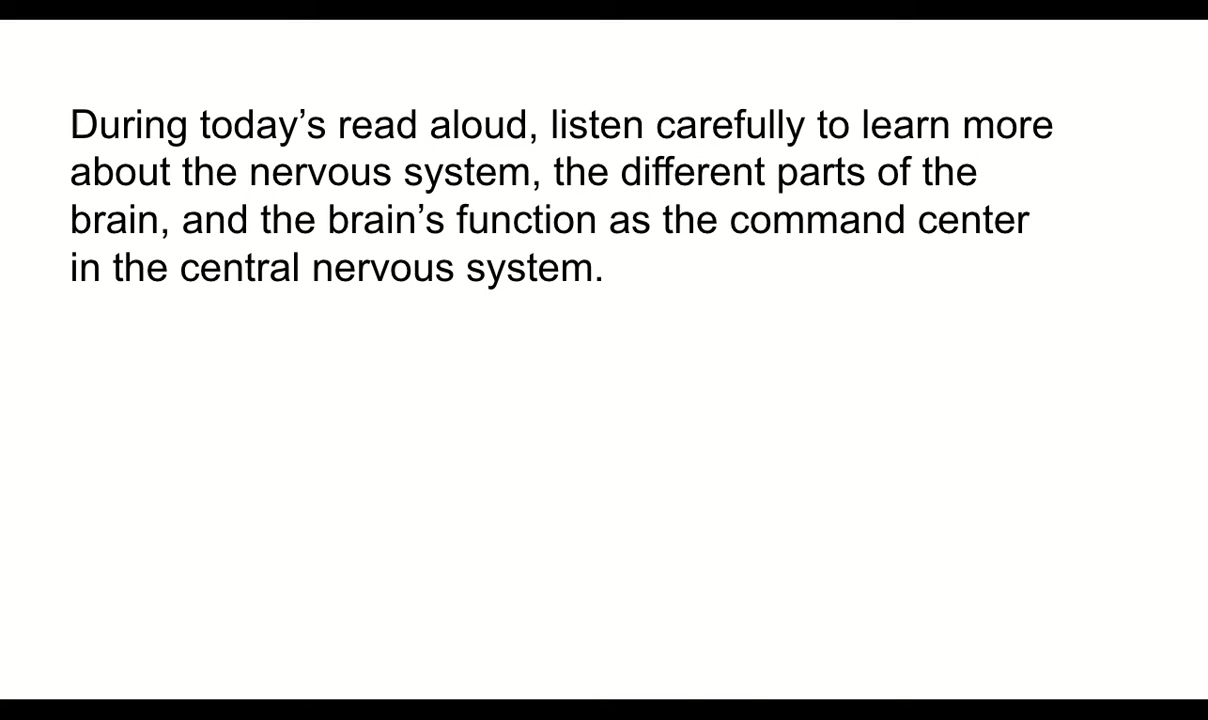 During today’s read aloud, listen carefully to learn more
about the nervous system, the different parts of the
brain, and the brain’s function as the command center
in the central nervous system.